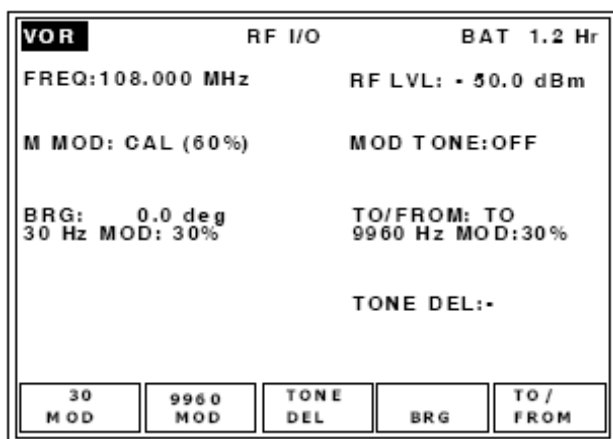 VOR RF I/O BAT 1.2 Hr
FREQ:108.000 MHz RF LVL: - 50.0 dBm
M MOD: CAL (60%) MOD TONE:OFF
BRG: 0.0 deg TO/FROM: TO
30 Hz MOD: 30% 9960 Hz MOD:30%
TONE DEL:-
30 MOD
9960 MOD
TONE DEL
BRG
TO / FROM